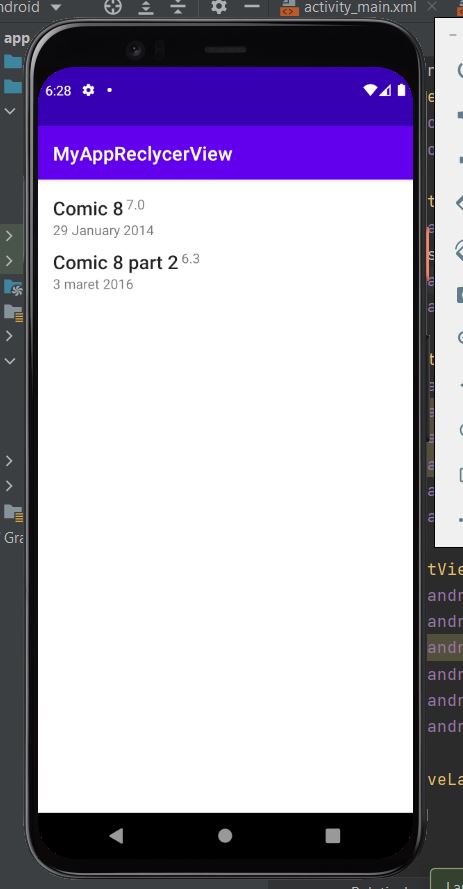 ndroid
activity_main.xml
app
6:28
MyAppReclycerView
Comic 8 7.0
29 January 2014
Comic 8 part 2 6.3
3 maret 2016
Gra
tVie
andr
andr
andr
andr
andr
andr
veLa